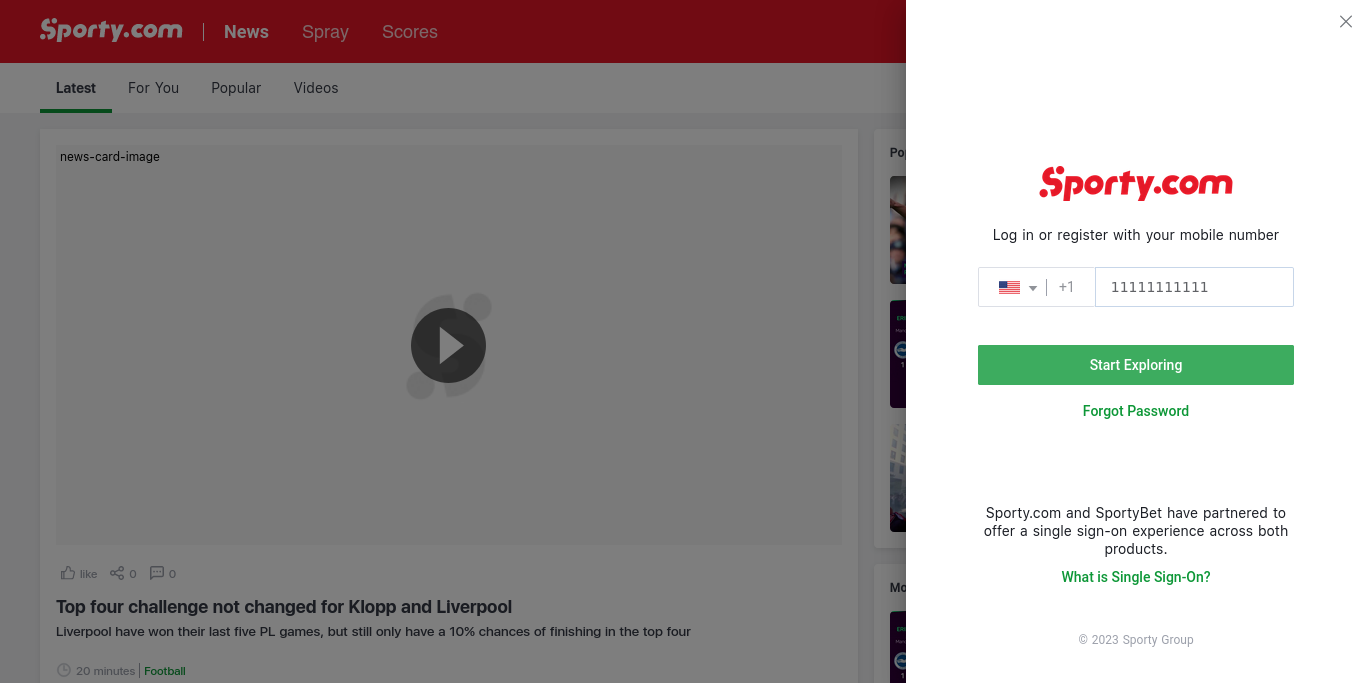 Sporty.com
News
Spray
Scores
Latest
For You
Popular
Videos
news-card-image
like
0
0
Top four challenge not changed for Klopp and Liverpool
Liverpool have won their last five PL games, but still only have a 10% chances of finishing in the top four
20 minutes
Football
Sporty.com
Log in or register with your mobile number
+1
11111111111
Start Exploring
Forgot Password
Sporty.com and SportyBet have partnered to
offer a single sign-on experience across both
products.
What is Single Sign-On?
© 2023 Sporty Group